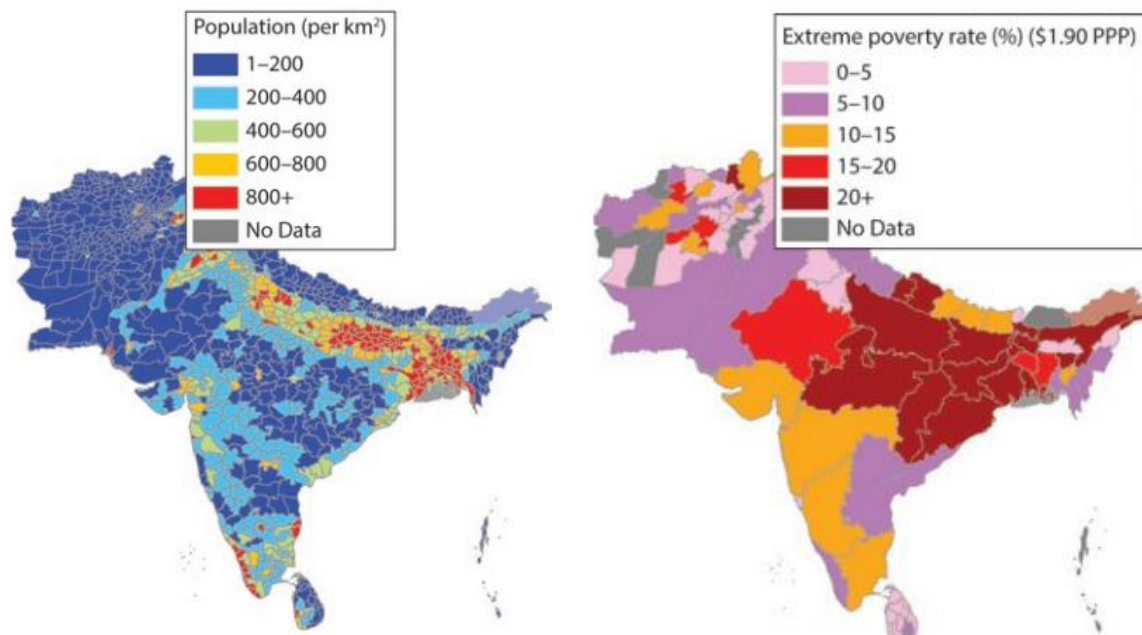 Population (per km²)
1–200
200–400
400–600
600–800
800+
No Data
Extreme poverty rate (%) ($1.90 PPP)
0–5
5–10
10–15
15–20
20+
No Data